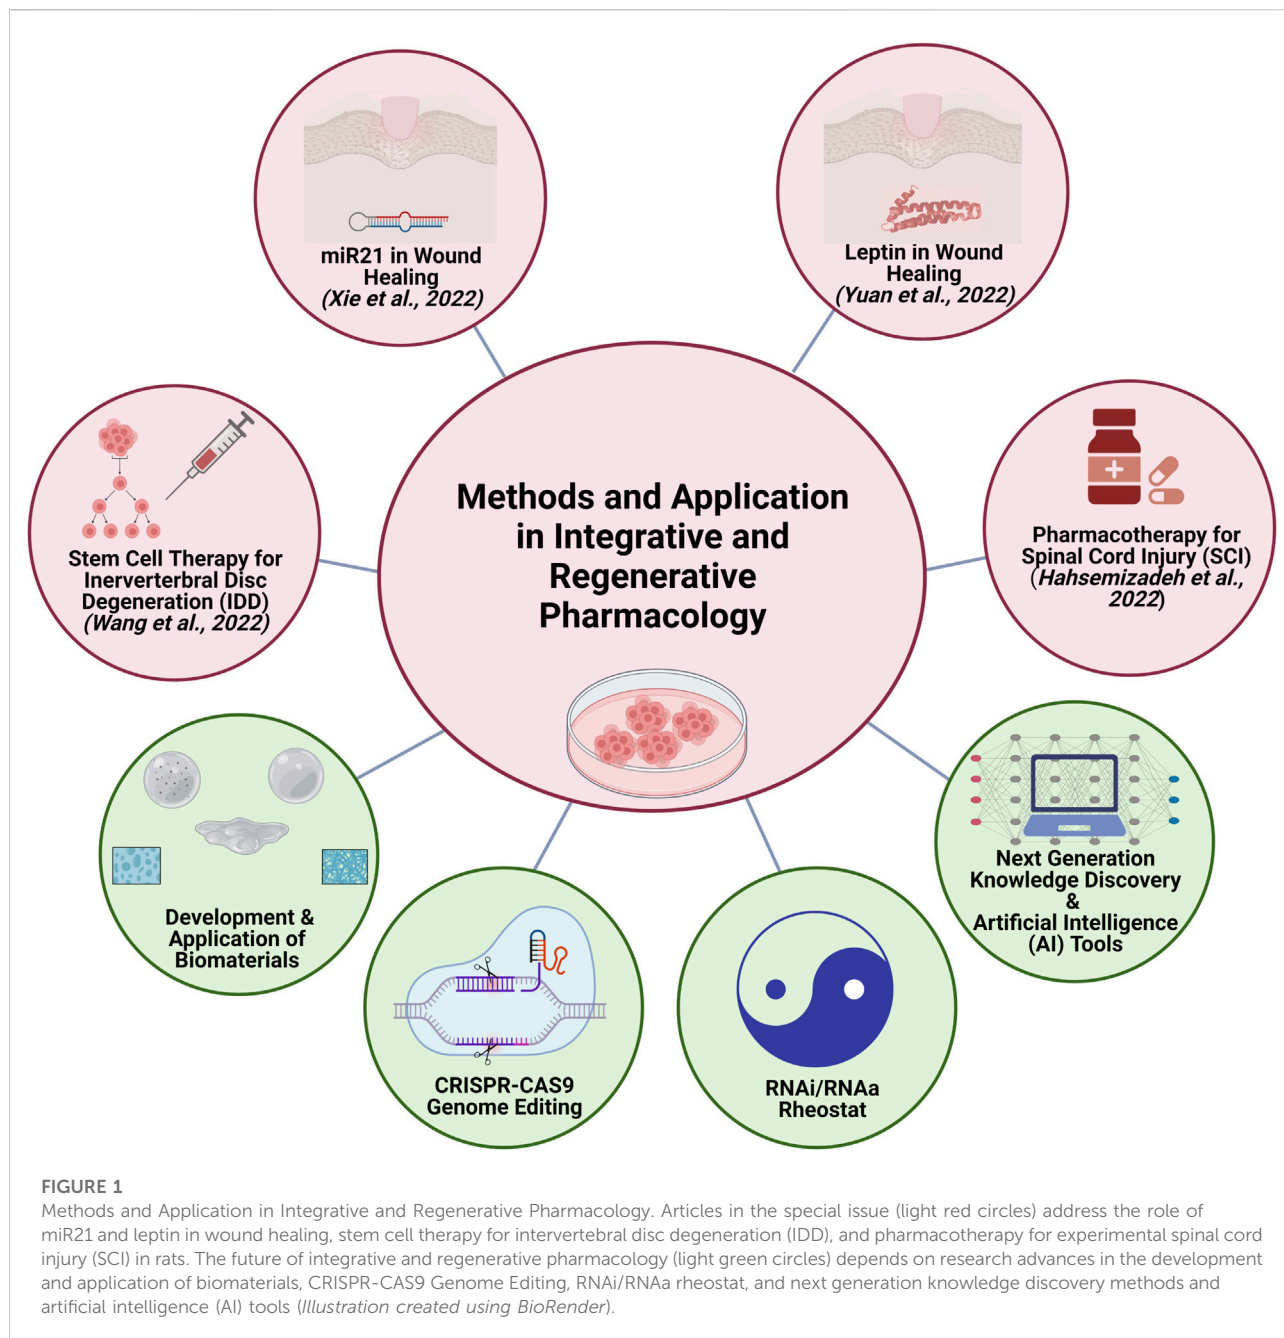 miR21 in Wound
Healing
(Xie et al., 2022)
Leptin in Wound
Healing
(Yuan et al., 2022)
Stem Cell Therapy for
Inerverterbral Disc
Degeneration (IDD)
(Wang et al., 2022)
Methods and Application
in Integrative and
Regenerative
Pharmacology
Pharmacotherapy for
Spinal Cord Injury (SCI)
(Hahsemizadeh et al.,
2022)
Development &
Application of
Biomaterials
CRISPR-CAS9
Genome Editing
RNAi/RNAa
Rheostat
Next Generation
Knowledge Discovery
&
Artificial Intelligence
(AI) Tools
FIGURE 1
Methods and Application in Integrative and Regenerative Pharmacology. Articles in the special issue (light red circles) address the role of
miR21 and leptin in wound healing, stem cell therapy for intervertebral disc degeneration (IDD), and pharmacotherapy for experimental spinal cord
injury (SCI) in rats. The future of integrative and regenerative pharmacology (light green circles) depends on research advances in the development
and application of biomaterials, CRISPR-CAS9 Genome Editing, RNAi/RNAa rheostat, and next generation knowledge discovery methods and
artificial intelligence (AI) tools (Illustration created using BioRender).